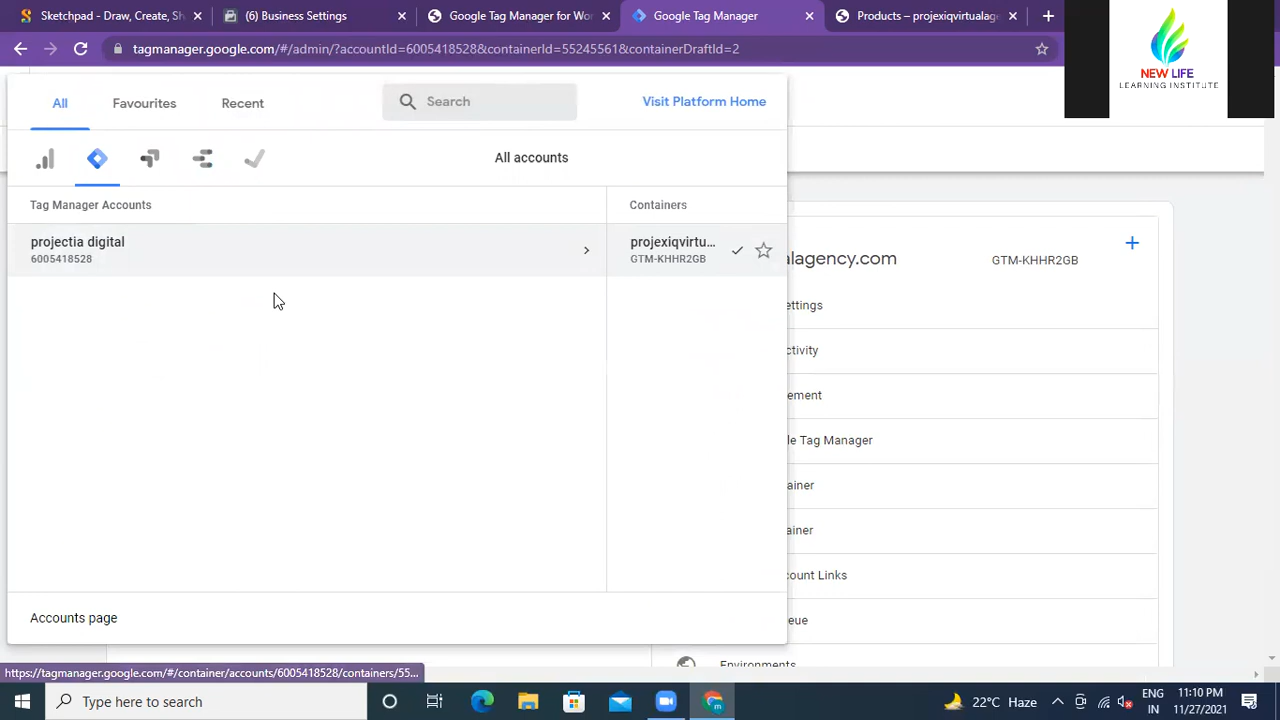 Sketchpad - Draw, Create, Sh
(6) Business Settings
Google Tag Manager for Wo
Google Tag Manager
Products – projexiqvirtualag
tagmanager.google.com/#/admin/?accountId=6005418528&containerId=55245561&containerDraftId=2
NEW LIFE
LEARNING INSTITUTE
All
Favourites
Recent
Search
Visit Platform Home
All accounts
Tag Manager Accounts
Containers
projectia digital
6005418528
projexiqvirtu...
GTM-KHHR2GB
alagency.com
GTM-KHHR2GB
ettings
ctivity
ement
le Tag Manager
ainer
ainer
count Links
eue
Environments
Accounts page
https://tagmanager.google.com/#/container/accounts/6005418528/containers/55...
Type here to search
22°C Haze
ENG
IN
11:10 PM
11/27/2021